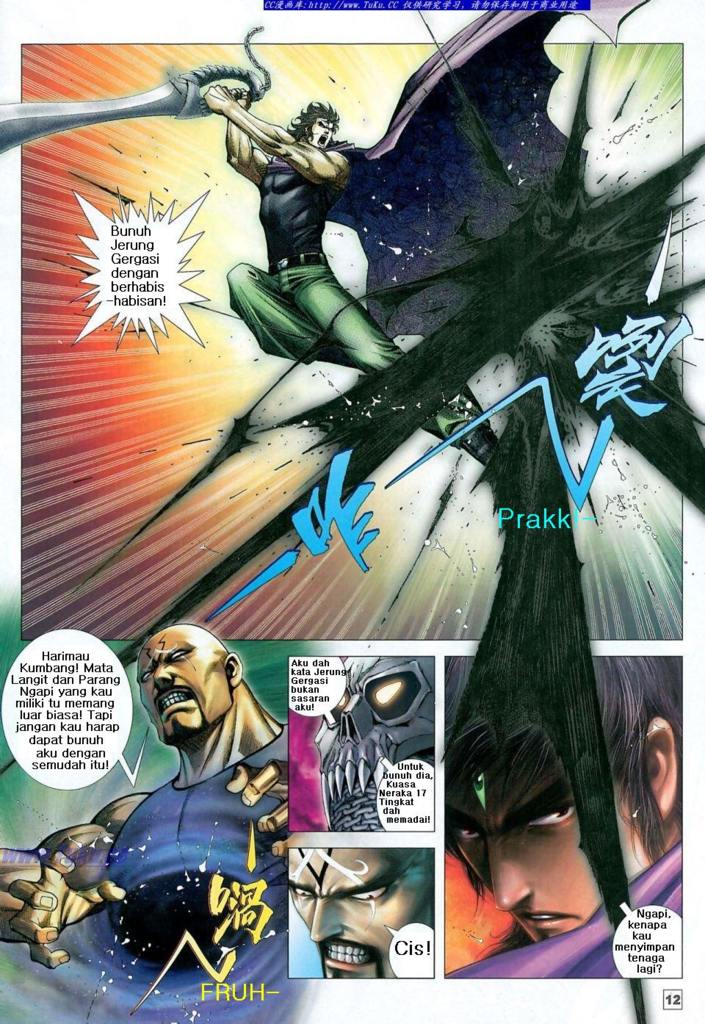 CC漫画库:http://www.TuKu.CC 仅供研究学习，请勿保存和用于商业用途
Bunuh
Jerung
Gergasi
dengan
berhabis
-habisan!
Prakk!-
Harimau
Kumbang! Mata
Langit dan Parang
Ngapi yang kau
miliki tu memang
luar biasa! Tapi
jangan kau harap
dapat bunuh
aku dengan
semudah itu!
Aku dah
kata Jerung
Gergasi
bukan
sasaran
aku!
Untuk
bunuh dia,
Kuasa
Neraka 17
Tingkat
dah
memadai!
Cis!
Ngapi,
kenapa
kau
menyimpan
tenaga
lagi?
FRUH-
12